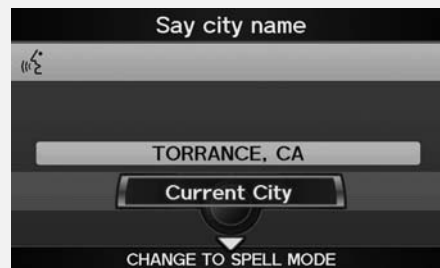 Say city name
TORRANCE, CA
Current City
CHANGE TO SPELL MODE